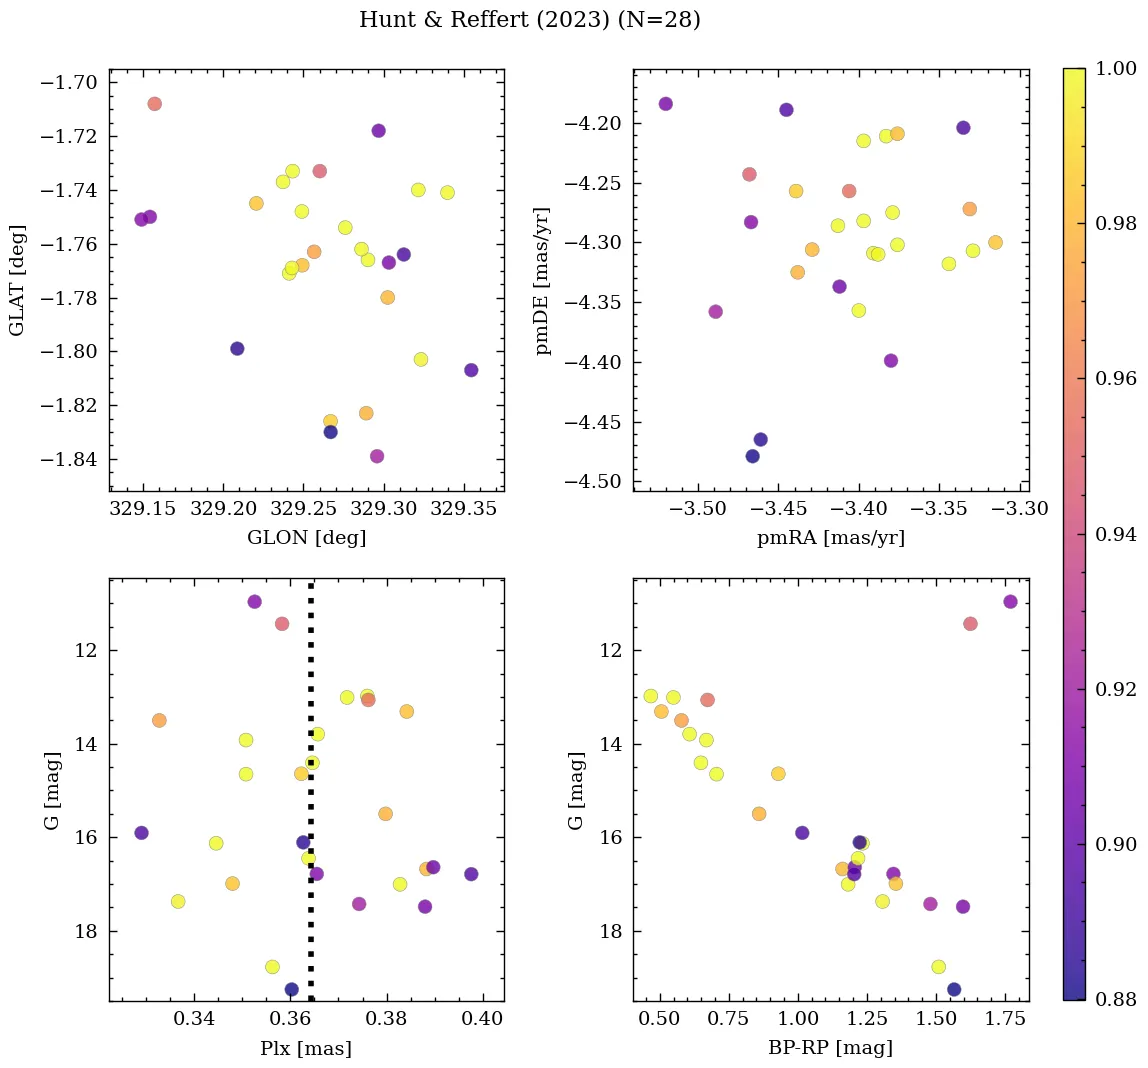 Hunt & Reffert (2023) (N=28)
−1.70
−1.72
−1.74
−1.76
−1.78
−1.80
−1.82
−1.84
GLAT [deg]
329.15 329.20 329.25 329.30 329.35
GLON [deg]
−4.20
−4.25
−4.30
−4.35
−4.40
−4.45
−4.50
pmDE [mas/yr]
−3.50 −3.45 −3.40 −3.35 −3.30
pmRA [mas/yr]
12
14
16
18
G [mag]
0.34 0.36 0.38 0.40
Plx [mas]
12
14
16
18
G [mag]
0.50 0.75 1.00 1.25 1.50 1.75
BP-RP [mag]
1.00
0.98
0.96
0.94
0.92
0.90
0.88